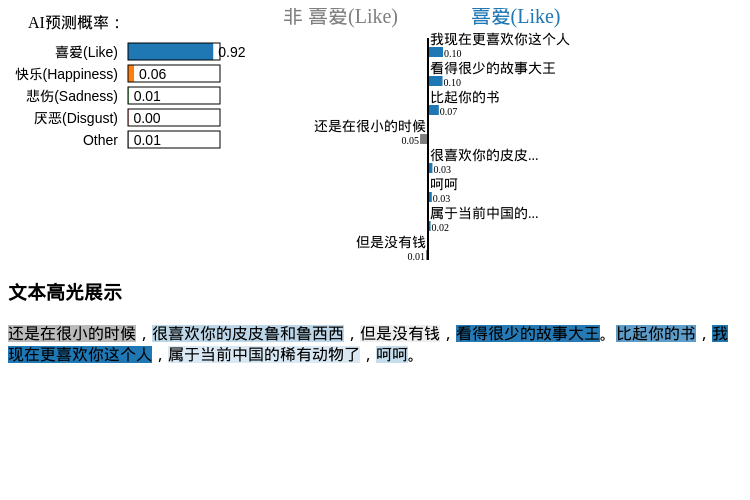 AI预测概率：
喜爱(Like) 0.92
快乐(Happiness) 0.06
悲伤(Sadness) 0.01
厌恶(Disgust) 0.00
Other 0.01
非 喜爱(Like) 喜爱(Like)
我现在更喜欢你这个人
0.10
看得很少的故事大王
0.10
比起你的书
0.07
还是在很小的时候
0.05
很喜欢你的皮皮...
0.03
呵呵
0.03
属于当前中国的...
0.02
但是没有钱
0.01
文本高光展示
还是在很小的时候，很喜欢你的皮皮鲁和鲁西西，但是没有钱，看得很少的故事大王。比起你的书，我
现在更喜欢你这个人，属于当前中国的稀有动物了，呵呵。